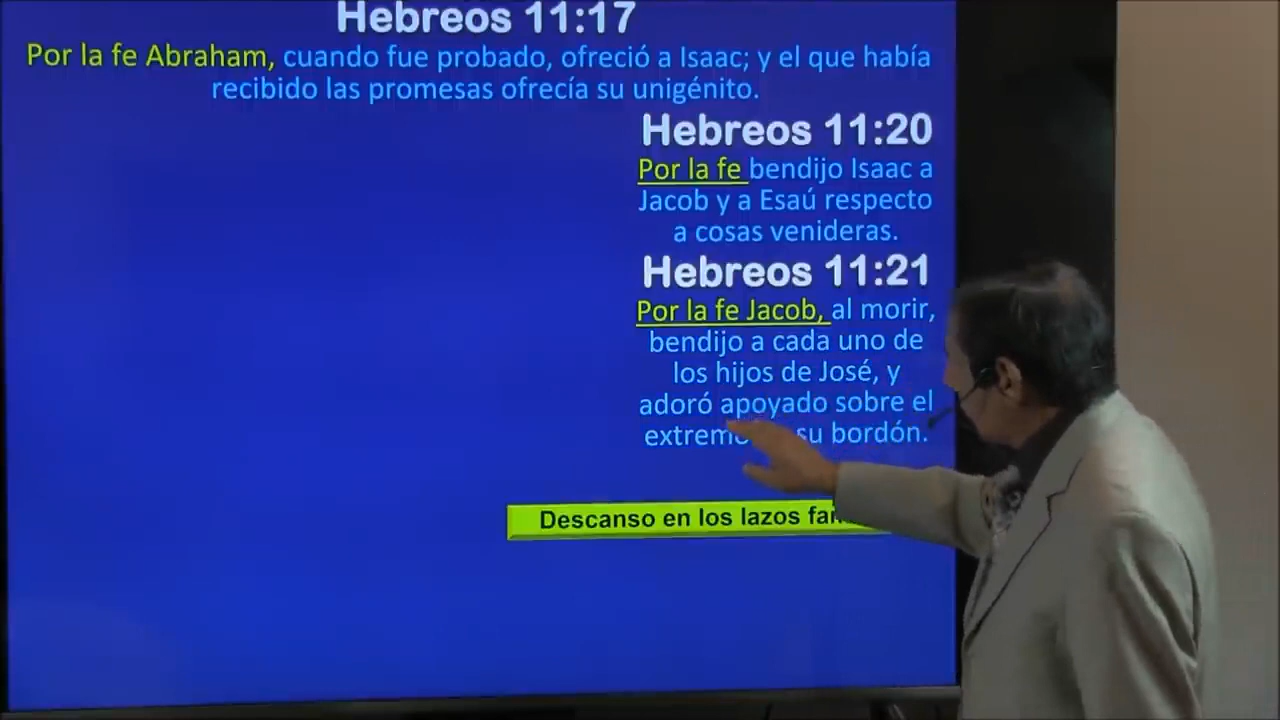 Hebreos 11:17
Por la fe Abraham, cuando fue probado, ofreció a Isaac; y el que había
recibido las promesas ofrecía su unigénito.
Hebreos 11:20
Por la fe bendijo Isaac a
Jacob y a Esaú respecto
a cosas venideras.
Hebreos 11:21
Por la fe Jacob, al morir,
bendijo a cada uno de
los hijos de José, y
adoró apoyado sobre el
su bordón.
Descanso en los lazos